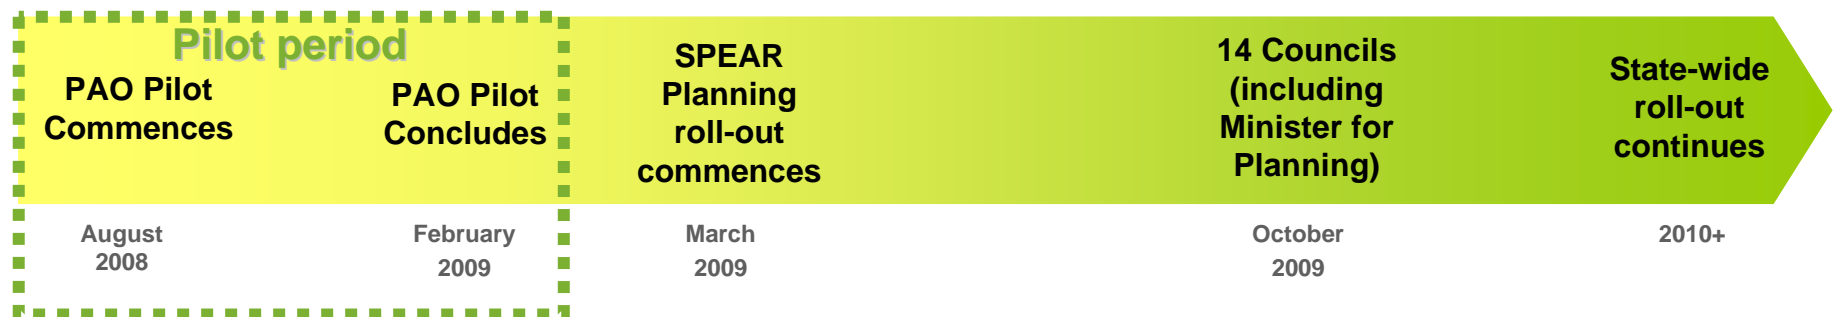 Pilot period
PAO Pilot
Commences
PAO Pilot
Concludes
SPEAR
Planning
roll-out
commences
14 Councils
(including
Minister for
Planning)
State-wide
roll-out
continues
August
2008
February
2009
March
2009
October
2009
2010+